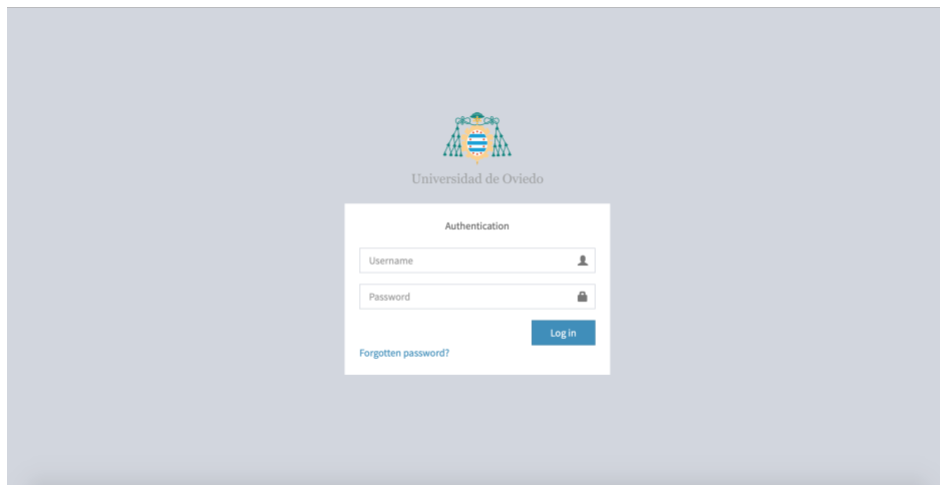 Universidad de Oviedo
Authentication
Username
Password
Log in
Forgotten password?